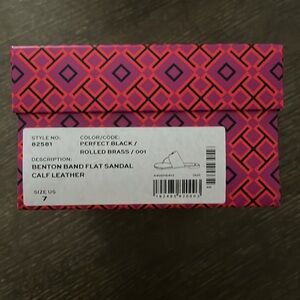 STYLE NO:
82581
COLOR/CODE:
PERFECT BLACK /
ROLLED BRASS / 001
DESCRIPTION:
BENTON BAND FLAT SANDAL
CALF LEATHER
SIZE US
7